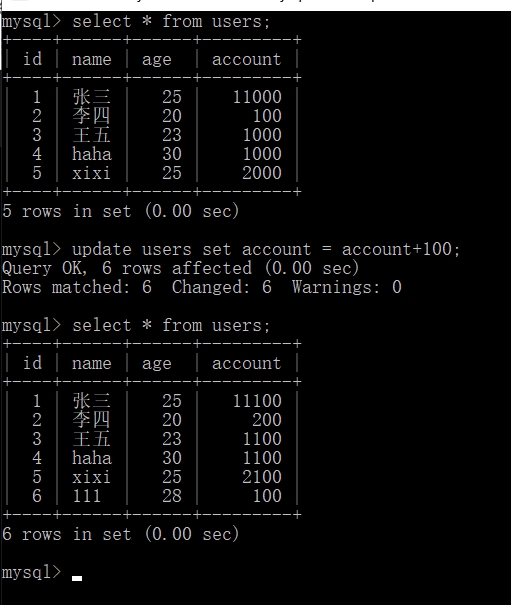 mysql> select * from users;
+----+------+------+---------+
| id | name | age  | account |
+----+------+------+---------+
|  1 | 张三 |   25 |   11000 |
|  2 | 李四 |   20 |     100 |
|  3 | 王五 |   23 |    1000 |
|  4 | haha |   30 |    1000 |
|  5 | xixi |   25 |    2000 |
+----+------+------+---------+
5 rows in set (0.00 sec)
mysql> update users set account = account+100;
Query OK, 6 rows affected (0.00 sec)
Rows matched: 6  Changed: 6  Warnings: 0
mysql> select * from users;
+----+------+------+---------+
| id | name | age  | account |
+----+------+------+---------+
|  1 | 张三 |   25 |   11100 |
|  2 | 李四 |   20 |     200 |
|  3 | 王五 |   23 |    1100 |
|  4 | haha |   30 |    1100 |
|  5 | xixi |   25 |    2100 |
|  6 | 111  |   28 |     100 |
+----+------+------+---------+
6 rows in set (0.00 sec)
mysql>